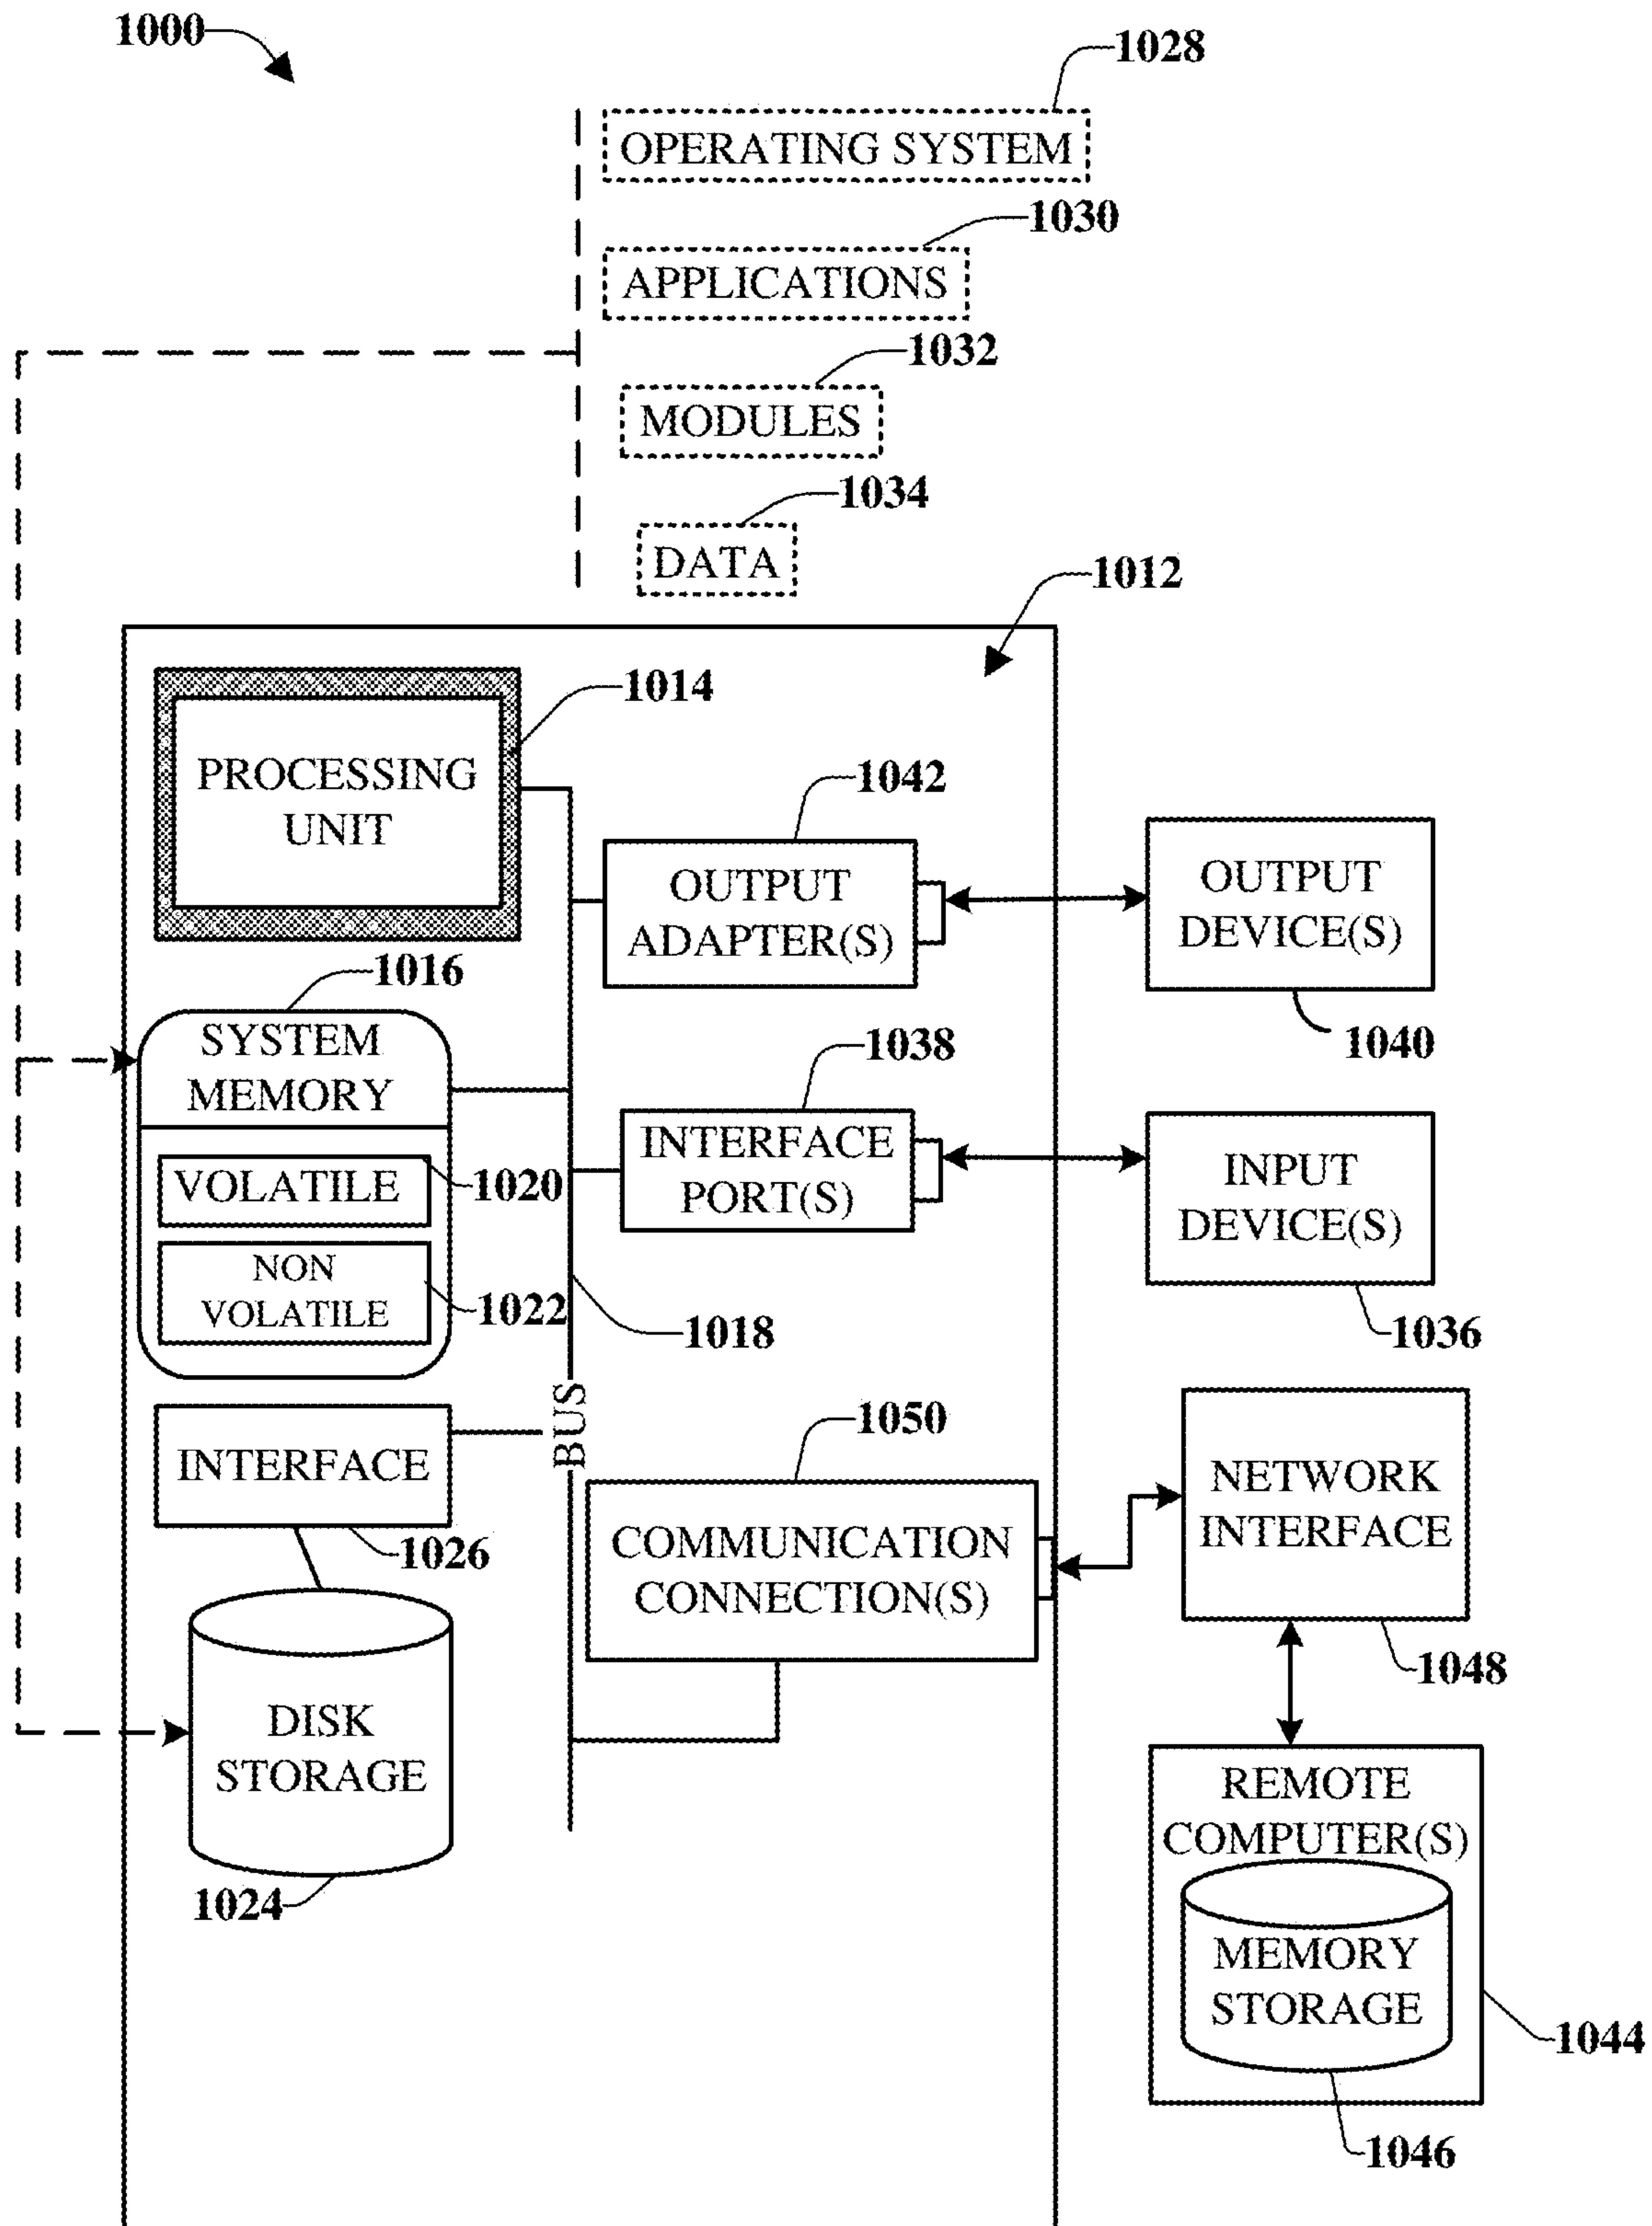 1000
1028
OPERATING SYSTEM
1030
APPLICATIONS
1032
MODULES
1034
DATA
1012
1014
PROCESSING
UNIT
1042
OUTPUT
ADAPTER(S)
OUTPUT
DEVICE(S)
1040
1016
SYSTEM
MEMORY
VOLATILE
1020
NON
VOLATILE
1022
1038
INTERFACE
PORT(S)
INPUT
DEVICE(S)
1036
1018
BUS
INTERFACE
1026
1050
COMMUNICATION
CONNECTION(S)
NETWORK
INTERFACE
1048
DISK
STORAGE
1024
REMOTE
COMPUTER(S)
MEMORY
STORAGE
1044
1046